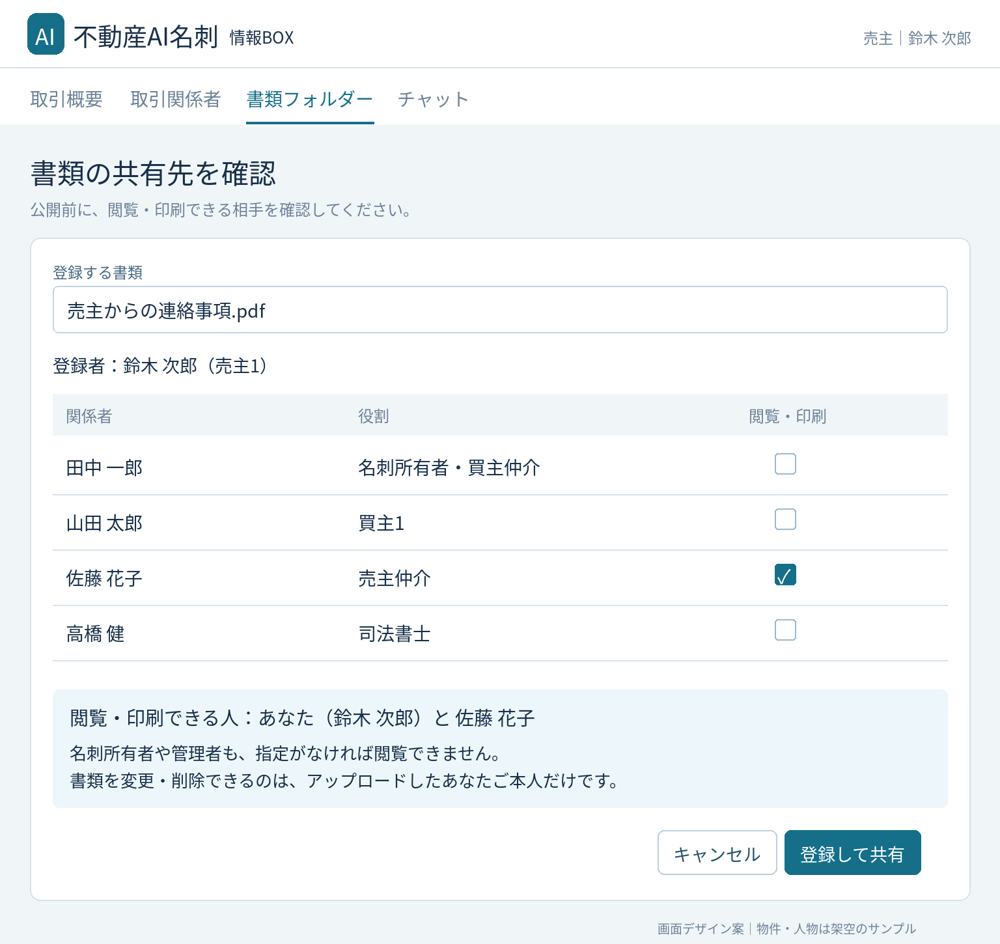 AI 不動産AI名刺 情報BOX
売主｜鈴木 次郎
取引概要 取引関係者 書類フォルダー チャット
書類の共有先を確認
公開前に、閲覧・印刷できる相手を確認してください。
登録する書類
売主からの連絡事項.pdf
登録者：鈴木 次郎（売主1）
関係者 役割 閲覧・印刷
田中 一郎 名刺所有者・買主仲介
山田 太郎 買主1
佐藤 花子 売主仲介 ✓
高橋 健 司法書士
閲覧・印刷できる人：あなた（鈴木 次郎）と 佐藤 花子
名刺所有者や管理者も、指定がなければ閲覧できません。
書類を変更・削除できるのは、アップロードしたあなたご本人だけです。
キャンセル 登録して共有
画面デザイン案｜物件・人物は架空のサンプル